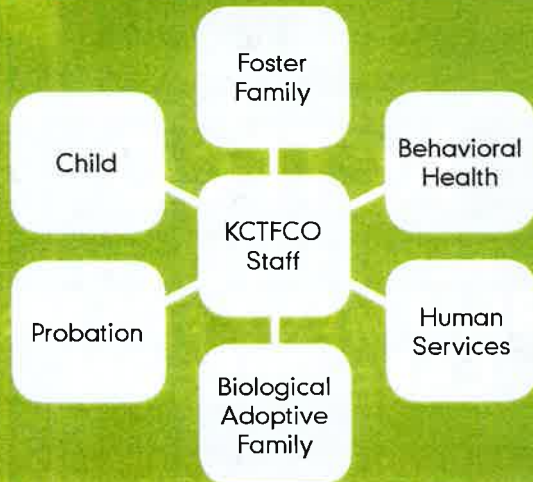 Foster
Family
Child
Behavioral
Health
KCTFCO
Staff
Probation
Human
Services
Biological
Adoptive
Family